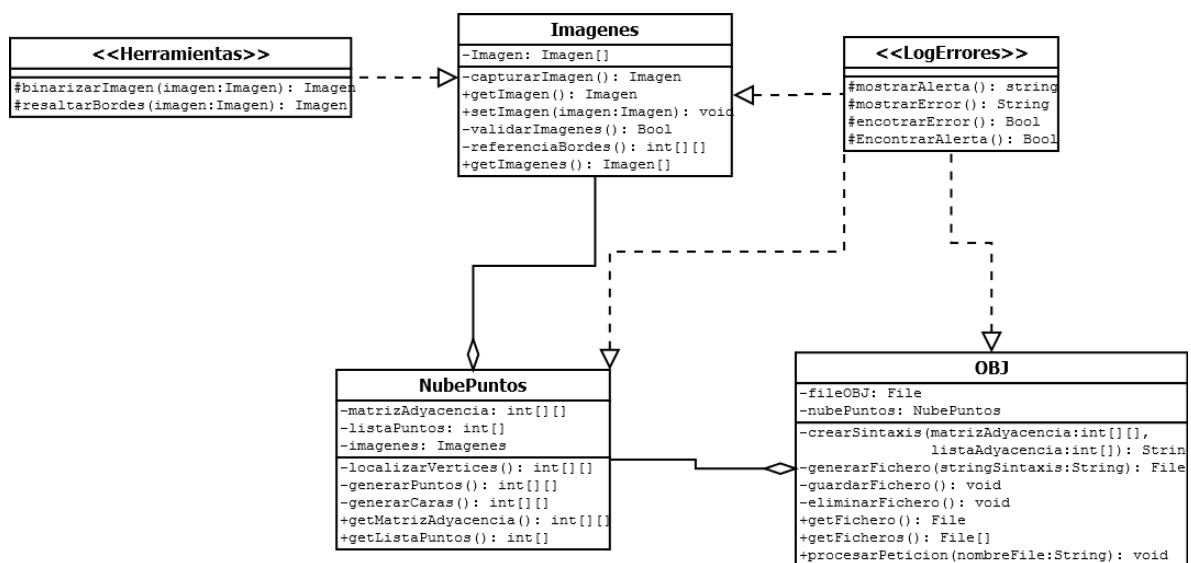 <<Herramientas>>
#binarizarImagen(imagen:Imagen): Imagen
#resaltarBordes(imagen:Imagen): Imagen
Imagenes
-Imagen: Imagen[]
-capturarImagen(): Imagen
+getImagen(): Imagen
+setImagen(imagen:Imagen): void
-validarImagenes(): Bool
-referenciaBordes(): int[][]
+getImagenes(): Imagen[]
<<LogErrores>>
#mostrarAlerta(): string
#mostrarError(): String
#encotrarError(): Bool
#EncontrarAlerta(): Bool
NubePuntos
-matrizAdyacencia: int[][]
-listaPuntos: int[]
-imagenes: Imagenes
-localizarVertices(): int[][]
-generarPuntos(): int[][]
-generarCaras(): int[][]
+getMatrizAdyacencia(): int[][]
+getListaPuntos(): int[]
OBJ
-fileOBJ: File
-nubePuntos: NubePuntos
-crearSintaxis(matrizAdyacencia:int[][],
listaAdyacencia:int[]): Strin
-generarFichero(stringSintaxis:String): File
-guardarFichero(): void
-eliminarFichero(): void
+getFichero(): File
+getFicheros(): File[]
+procesarPeticion(nombreFile:String): void